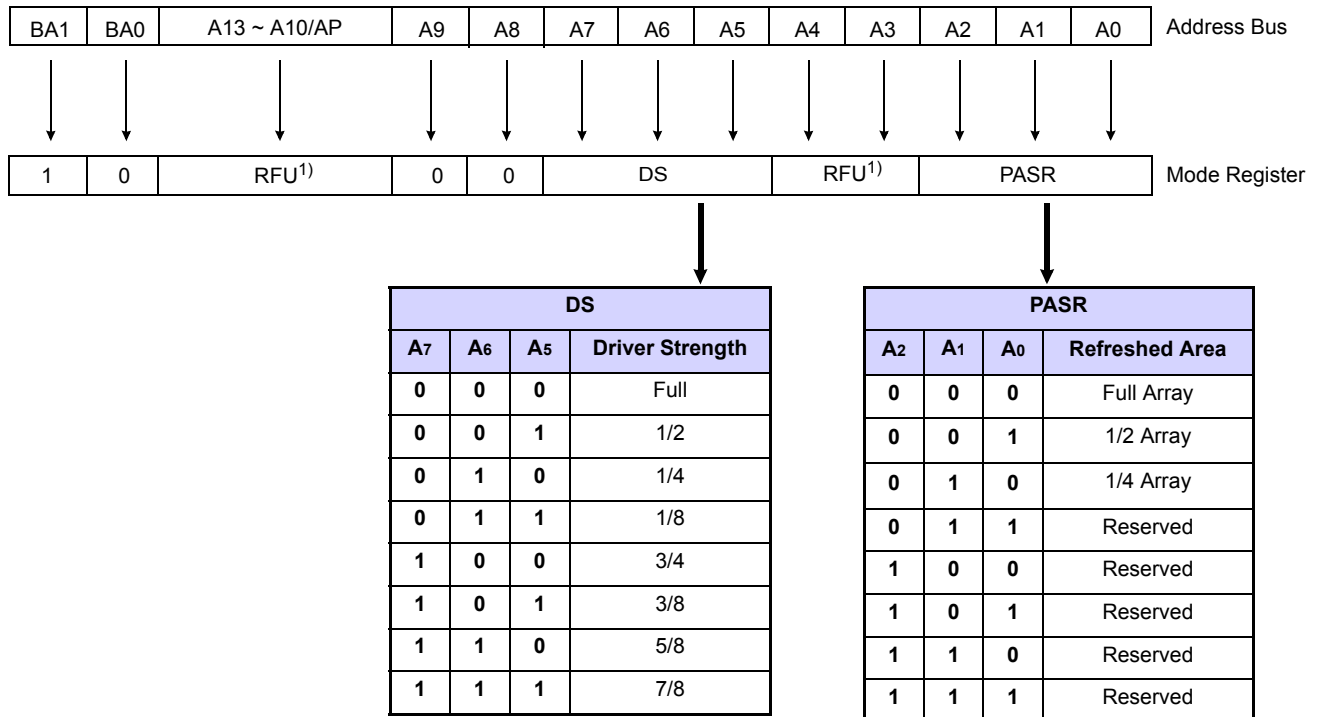 BA1 BA0 A13 ~ A10/AP A9 A8 A7 A6 A5 A4 A3 A2 A1 A0 Address Bus
1 0 RFU1) 0 0 DS RFU1) PASR Mode Register
DS
A7 A6 A5 Driver Strength
0 0 0 Full
0 0 1 1/2
0 1 0 1/4
0 1 1 1/8
1 0 0 3/4
1 0 1 3/8
1 1 0 5/8
1 1 1 7/8
PASR
A2 A1 A0 Refreshed Area
0 0 0 Full Array
0 0 1 1/2 Array
0 1 0 1/4 Array
0 1 1 Reserved
1 0 0 Reserved
1 0 1 Reserved
1 1 0 Reserved
1 1 1 Reserved